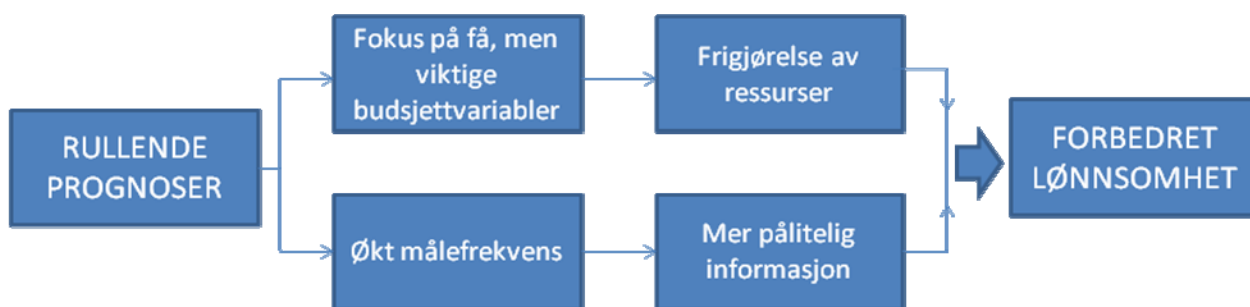 RULLENDE
PROGNOSER
Fokus på få, men
viktige
budsjettvariabler
Frigjørelse av
ressurser
Økt målefrekvens
Mer pålitelig
informasjon
FORBEDRET
LØNNSOMHET